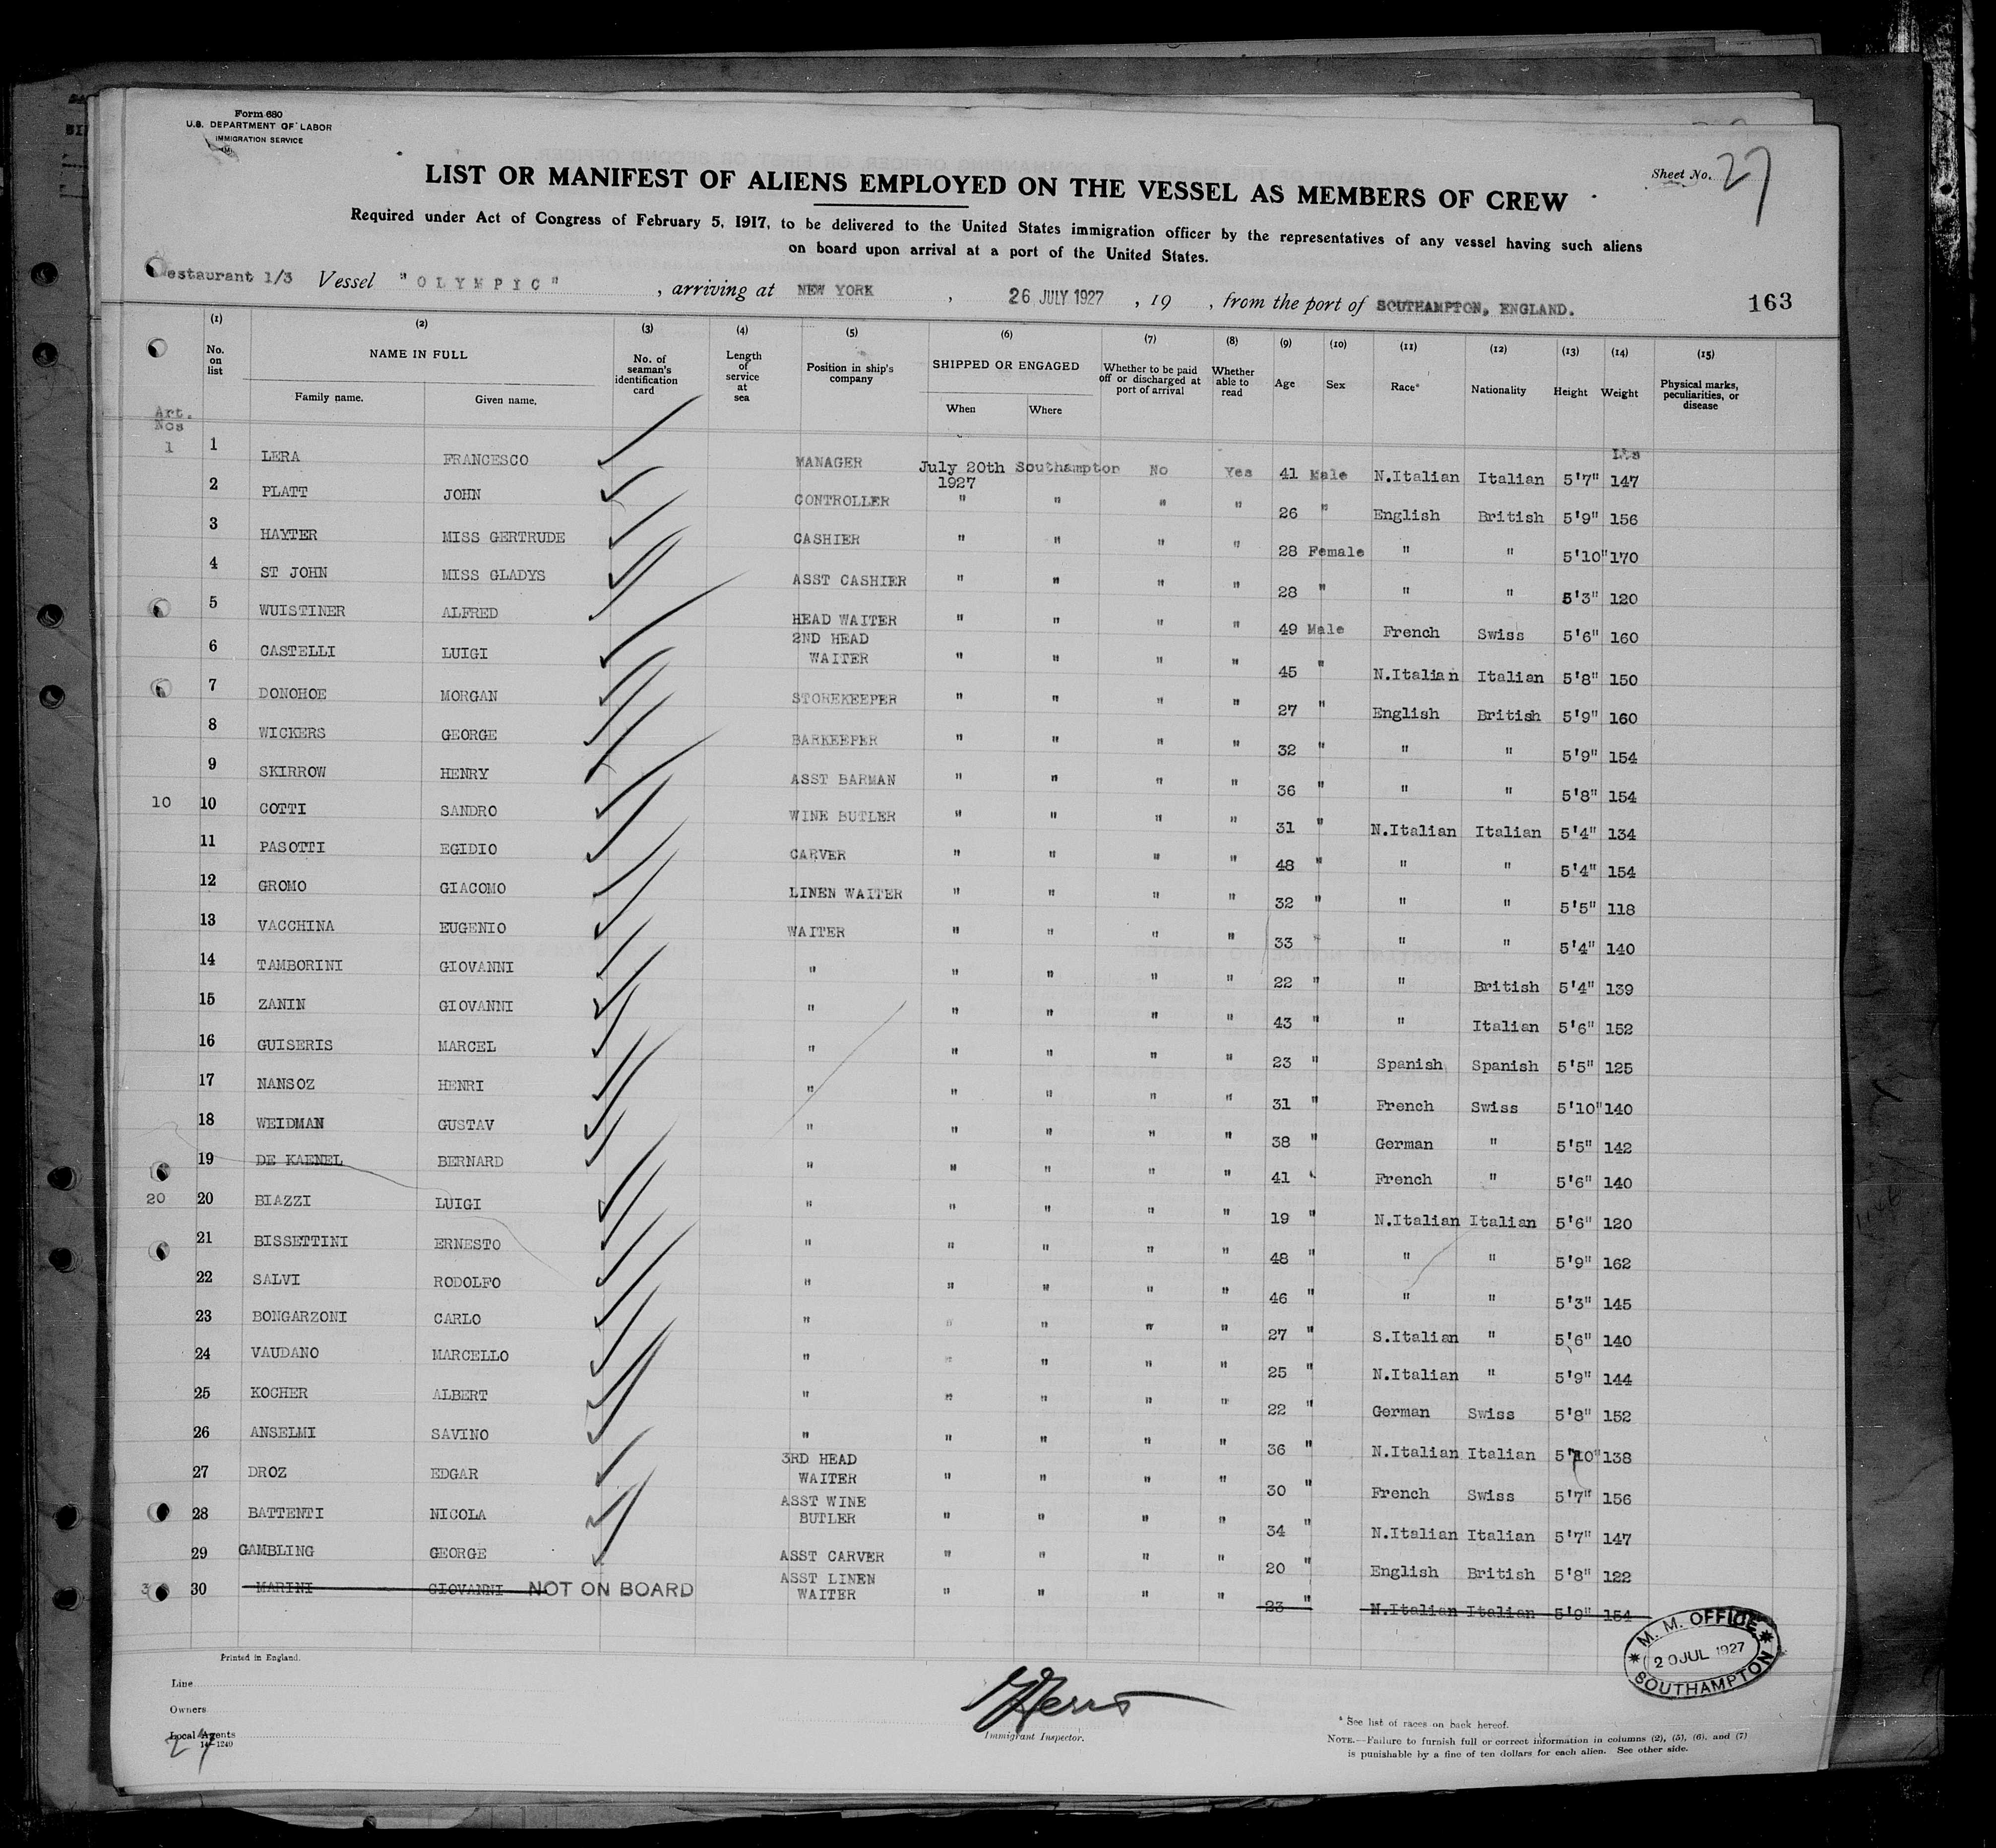 Form 680
U.S. DEPARTMENT OF LABOR
IMMIGRATION SERVICE
Sheet No. 27
LIST OR MANIFEST OF ALIENS EMPLOYED ON THE VESSEL AS MEMBERS OF CREW
Required under Act of Congress of February 5, 1917, to be delivered to the United States immigration officer by the representatives of any vessel having such aliens
on board upon arrival at a port of the United States.
estaurant 1/3 Vessel "OLYMPIC", arriving at NEW YORK, 26 JULY 1927, 19 , from the port of SOUTHAMPTON, ENGLAND. 163
(1) (2) (3) (4) (5) (6) (7) (8) (9) (10) (11) (12) (13) (14) (15)
No. on list NAME IN FULL No. of seaman's identification card Length of service at sea Position in ship's company SHIPPED OR ENGAGED Whether to be paid off or discharged at port of arrival Whether able to read Age Sex Race* Nationality Height Weight Physical marks, peculiarities, or disease
Family name. Given name. When Where
Art. Nos
Lbs
1 1 LERA FRANCESCO MANAGER July 20th 1927 Southampton No Yes 41 Male N.Italian Italian 5'7" 147
2 PLATT JOHN CONTROLLER " " " " 26 " English British 5'9" 156
3 HAYTER MISS GERTRUDE CASHIER " " " " 28 Female " " 5'10" 170
4 ST JOHN MISS GLADYS ASST CASHIER " " " " 28 " " " 5'3" 120
5 WUISTINER ALFRED HEAD WAITER " " " " 49 Male French Swiss 5'6" 160
6 CASTELLI LUIGI 2ND HEAD WAITER " " " " 45 " N.Italian Italian 5'8" 150
7 DONOHOE MORGAN STOREKEEPER " " " " 27 " English British 5'9" 160
8 WICKERS GEORGE BARKEEPER " " " " 32 " " " 5'9" 154
9 SKIRROW HENRY ASST BARMAN " " " " 36 " " " 5'8" 154
10 10 COTTI SANDRO WINE BUTLER " " " " 31 " N.Italian Italian 5'4" 134
11 PASOTTI EGIDIO CARVER " " " " 48 " " " 5'4" 154
12 GROMO GIACOMO LINEN WAITER " " " " 32 " " " 5'5" 118
13 VACCHINA EUGENIO WAITER " " " " 33 " " " 5'4" 140
14 TAMBORINI GIOVANNI " " " " " 22 " " British 5'4" 139
15 ZANIN GIOVANNI " " " " " 43 " " Italian 5'6" 152
16 GUISERIS MARCEL " " " " " 23 " Spanish Spanish 5'5" 125
17 NANSOZ HENRI " " " " " 31 " French Swiss 5'10" 140
18 WEIDMAN GUSTAV " " " " " 38 " German " 5'5" 142
19 DE KAENEL BERNARD " " " " " 41 " French " 5'6" 140
20 20 BIAZZI LUIGI " " " " " 19 " N.Italian Italian 5'6" 120
21 BISSETTINI ERNESTO " " " " " 48 " " " 5'9" 162
22 SALVI RODOLFO " " " " " 46 " " " 5'3" 145
23 BONGARZONI CARLO " " " " " 27 " S.Italian " 5'6" 140
24 VAUDANO MARCELLO " " " " " 25 " N.Italian " 5'9" 144
25 KOCHER ALBERT " " " " " 22 " German Swiss 5'8" 152
26 ANSELMI SAVINO " " " " " 36 " N.Italian Italian 5'10" 138
27 DROZ EDGAR 3RD HEAD WAITER " " " " 30 " French Swiss 5'7" 156
28 BATTENTI NICOLA ASST WINE BUTLER " " " " 34 " N.Italian Italian 5'7" 147
29 GAMBLING GEORGE ASST CARVER " " " " 20 " English British 5'8" 122
30 MARINI GIOVANNI NOT ON BOARD ASST LINEN WAITER " " " " 23 " N.Italian Italian 5'9" 154
M. M. OFFICE
20 JUL 1927
SOUTHAMPTON
Printed in England.
Line
Owners
Local Agents
14—1240
27
Immigrant Inspector.
* See list of races on back hereof.
NOTE.—Failure to furnish full or correct information in columns (2), (5), (6), and (7)
is punishable by a fine of ten dollars for each alien. See other side.